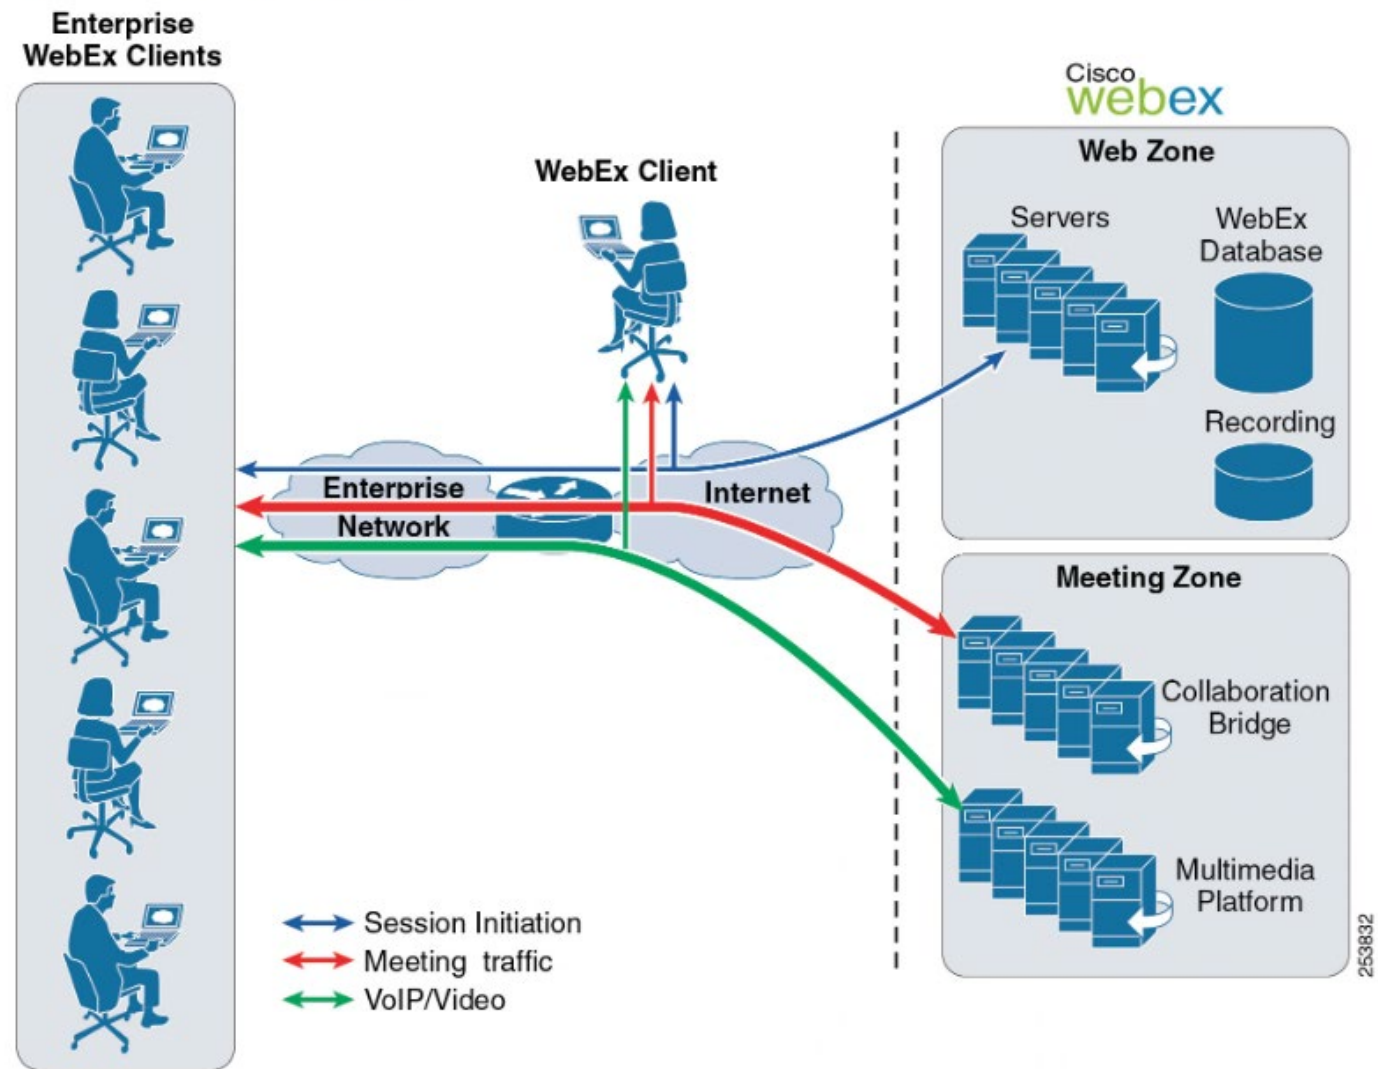 Enterprise
WebEx Clients
WebEx Client
Cisco
webex
Web Zone
Servers
WebEx
Database
Recording
Enterprise
Network
Internet
Meeting Zone
Collaboration
Bridge
Multimedia
Platform
Session Initiation
Meeting traffic
VoIP/Video
253832